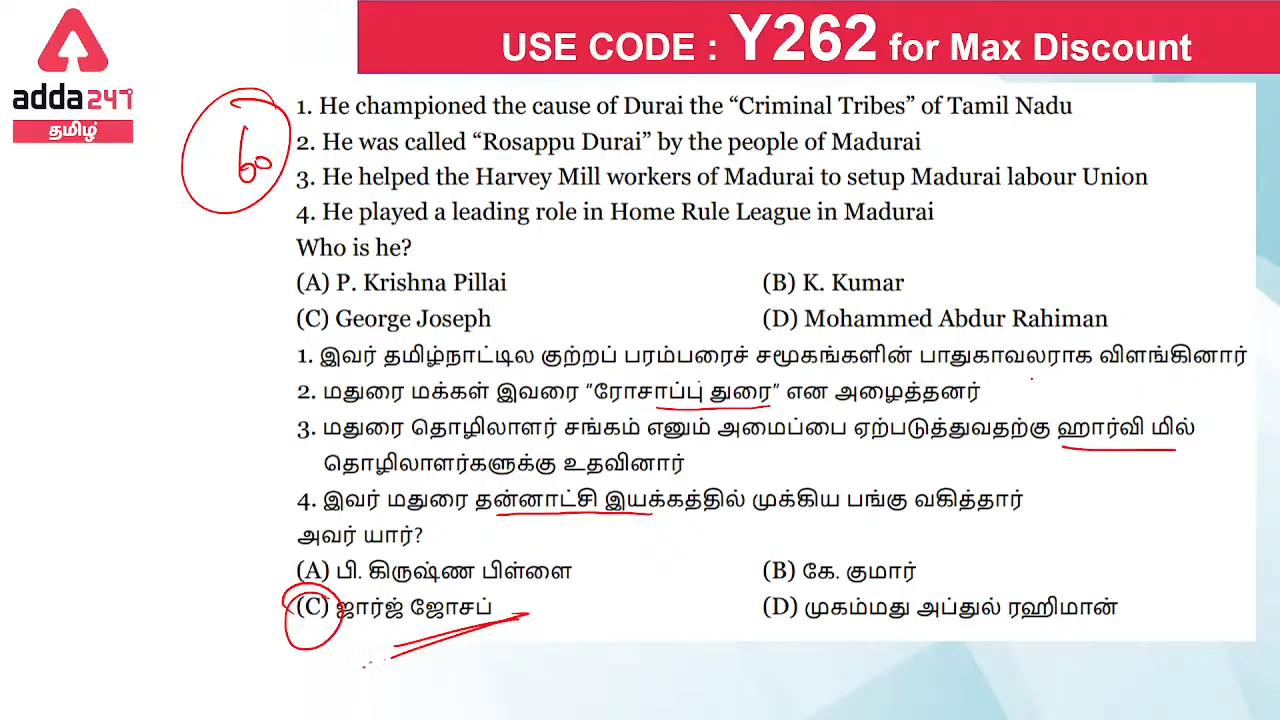 USE CODE : Y262 for Max Discount
adda247
தமிழ்
1. He championed the cause of Durai the “Criminal Tribes” of Tamil Nadu
2. He was called “Rosappu Durai” by the people of Madurai
3. He helped the Harvey Mill workers of Madurai to setup Madurai labour Union
4. He played a leading role in Home Rule League in Madurai
Who is he?
(A) P. Krishna Pillai (B) K. Kumar
(C) George Joseph (D) Mohammed Abdur Rahiman
1. இவர் தமிழ்நாட்டில குற்றப் பரம்பரைச் சமூகங்களின் பாதுகாவலராக விளங்கினார்
2. மதுரை மக்கள் இவரை "ரோசாப்பு துரை" என அழைத்தனர்
3. மதுரை தொழிலாளர் சங்கம் எனும் அமைப்பை ஏற்படுத்துவதற்கு ஹார்வி மில்
தொழிலாளர்களுக்கு உதவினார்
4. இவர் மதுரை தன்னாட்சி இயக்கத்தில் முக்கிய பங்கு வகித்தார்
அவர் யார்?
(A) பி. கிருஷ்ண பிள்ளை (B) கே. குமார்
(C) ஜார்ஜ் ஜோசப் (D) முகம்மது அப்துல் ரஹிமான்